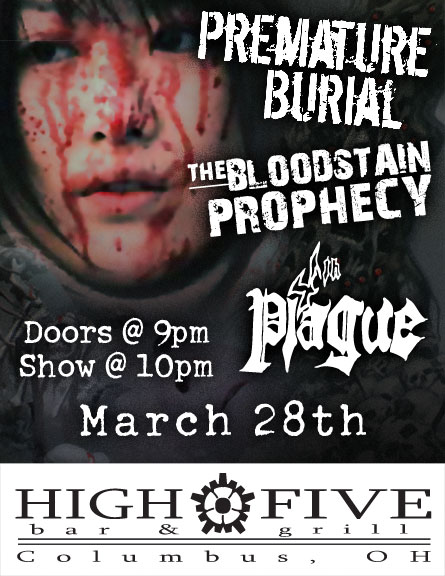 PREMATURE
BURIAL
THE BLOODSTAIN
PROPHECY
Plague
Doors @ 9pm
Show @ 10pm
March 28th
HIGH FIVE
bar & grill
Columbus, OH